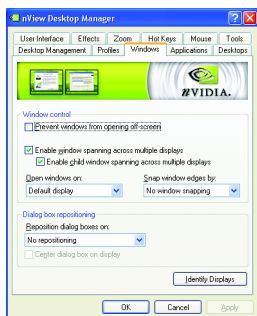 nView Desktop Manager
User Interface Effects Zoom Hot Keys Mouse Tools
Desktop Management Profiles Windows Applications Desktops
NVIDIA.
Window control
Prevent windows from opening off-screen
Enable window spanning across multiple displays
Enable child window spanning across multiple displays
Open windows on: Snap window edges by:
Default display No window snapping
Dialog box repositioning
Reposition dialog boxes on:
No repositioning
Center dialog box on display
Identify Displays
OK Cancel Apply